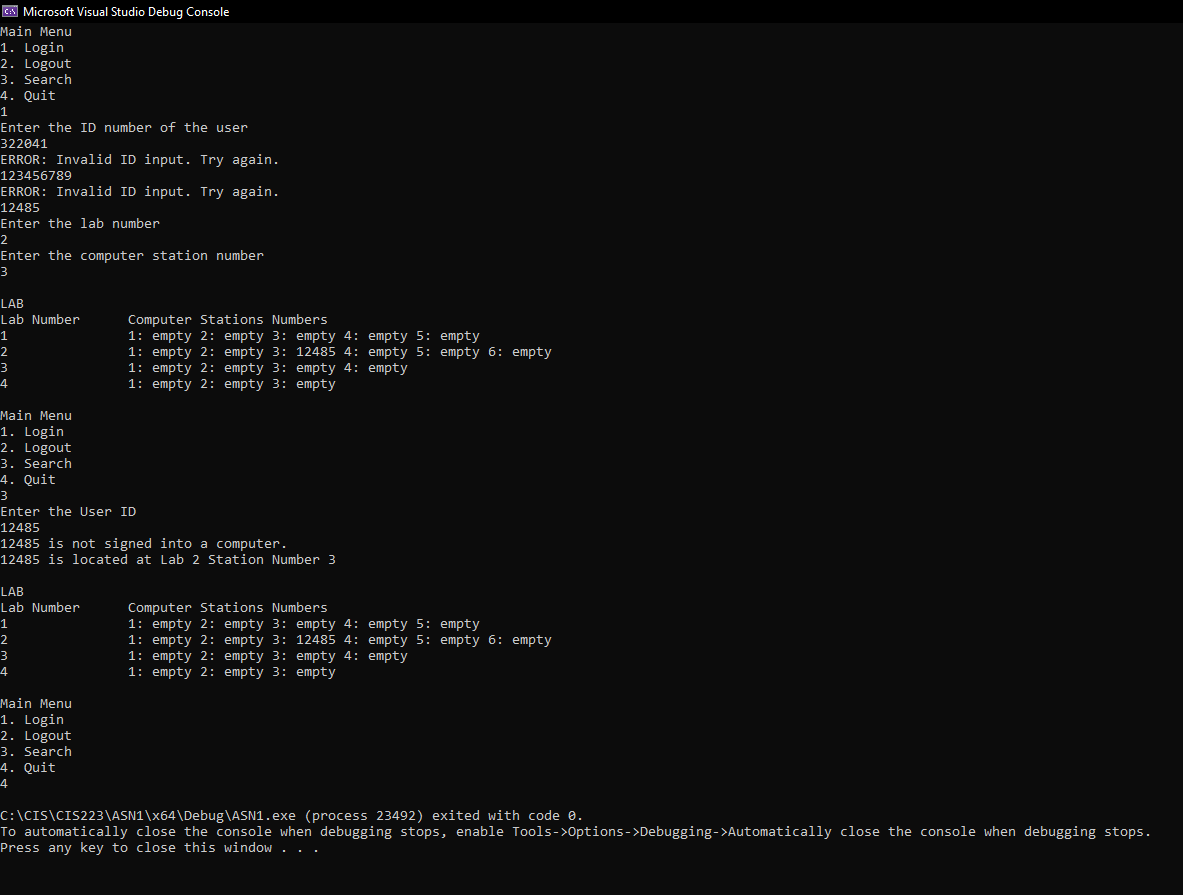 Microsoft Visual Studio Debug Console
Main Menu
1. Login
2. Logout
3. Search
4. Quit
1
Enter the ID number of the user
322041
ERROR: Invalid ID input. Try again.
123456789
ERROR: Invalid ID input. Try again.
12485
Enter the lab number
2
Enter the computer station number
3

LAB
Lab Number      Computer Stations Numbers
1               1: empty 2: empty 3: empty 4: empty 5: empty
2               1: empty 2: empty 3: 12485 4: empty 5: empty 6: empty
3               1: empty 2: empty 3: empty 4: empty
4               1: empty 2: empty 3: empty

Main Menu
1. Login
2. Logout
3. Search
4. Quit
3
Enter the User ID
12485
12485 is not signed into a computer.
12485 is located at Lab 2 Station Number 3

LAB
Lab Number      Computer Stations Numbers
1               1: empty 2: empty 3: empty 4: empty 5: empty
2               1: empty 2: empty 3: 12485 4: empty 5: empty 6: empty
3               1: empty 2: empty 3: empty 4: empty
4               1: empty 2: empty 3: empty

Main Menu
1. Login
2. Logout
3. Search
4. Quit
4

C:\CIS\CIS223\ASN1\x64\Debug\ASN1.exe (process 23492) exited with code 0.
To automatically close the console when debugging stops, enable Tools->Options->Debugging->Automatically close the console when debugging stops.
Press any key to close this window . . .